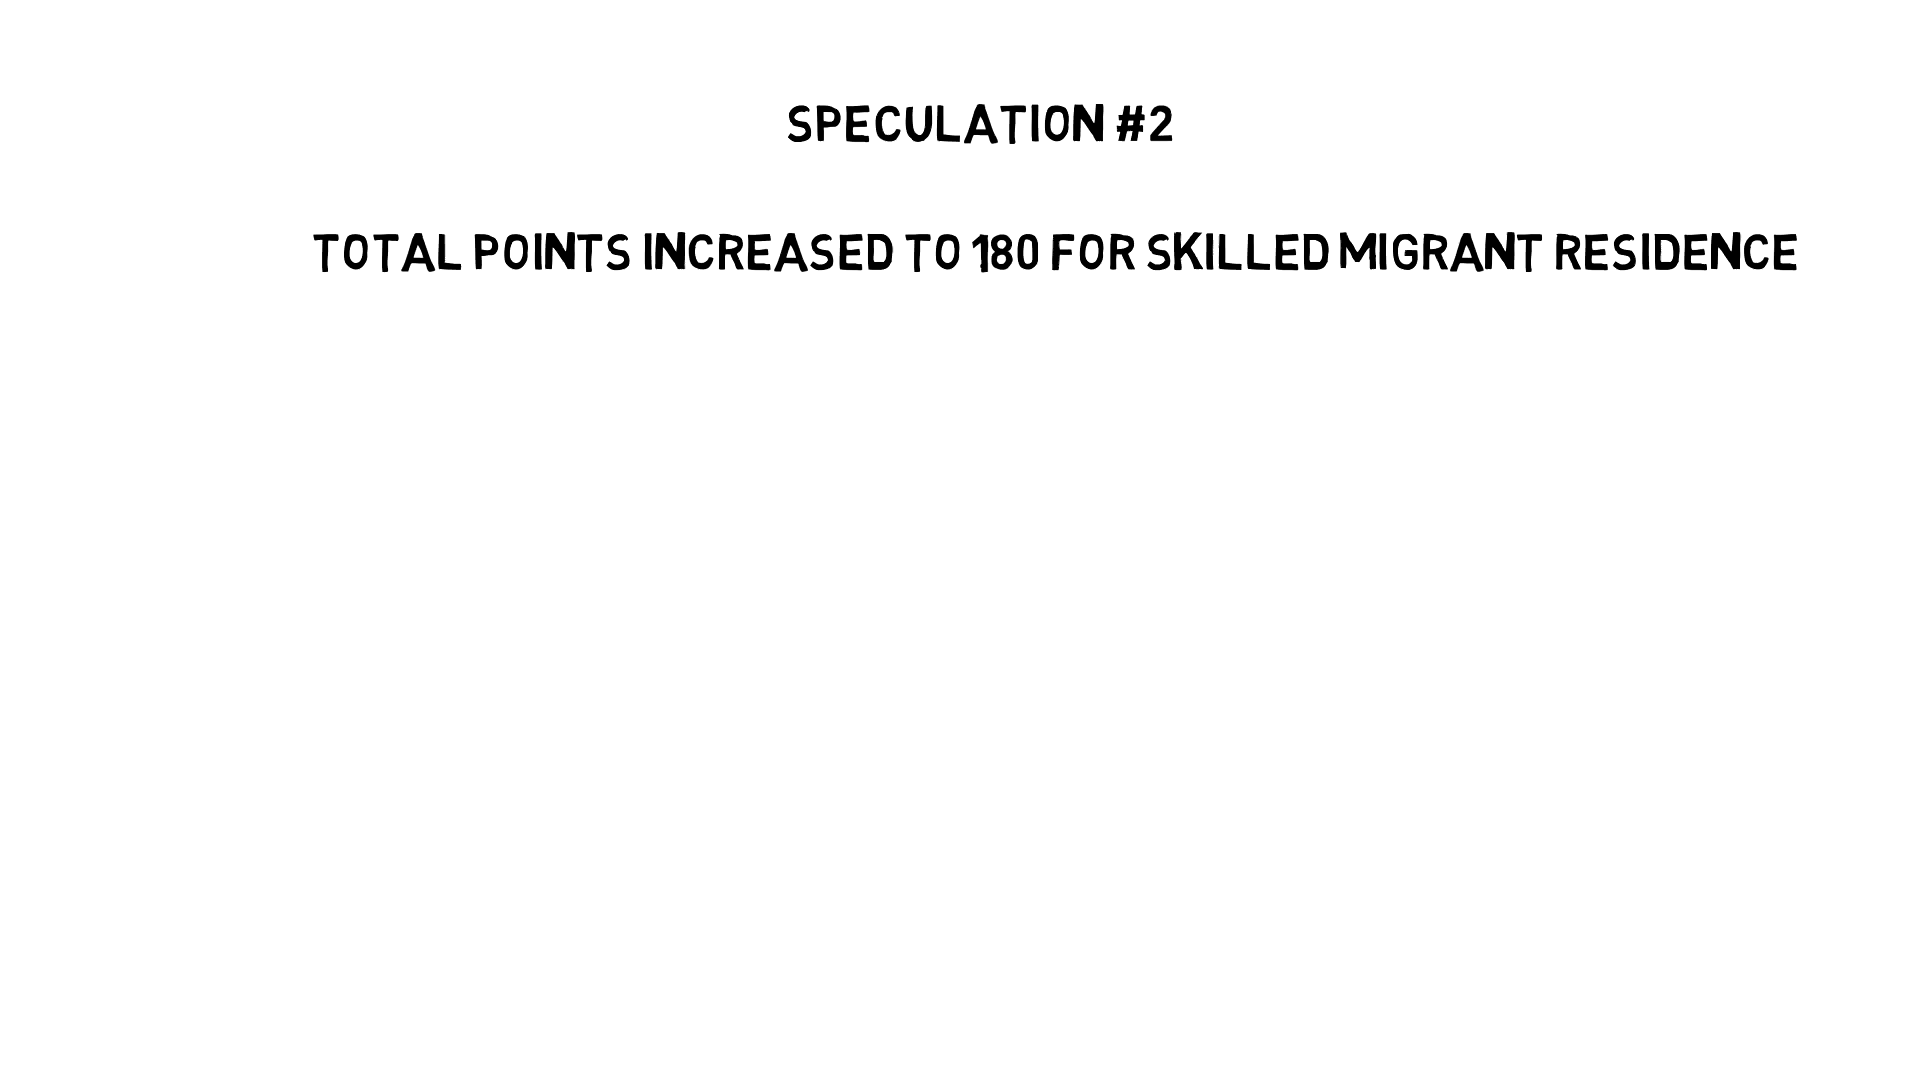 SPECULATION #2
TOTAL POINTS INCREASED TO 180 FOR SKILLED MIGRANT RESIDENCE